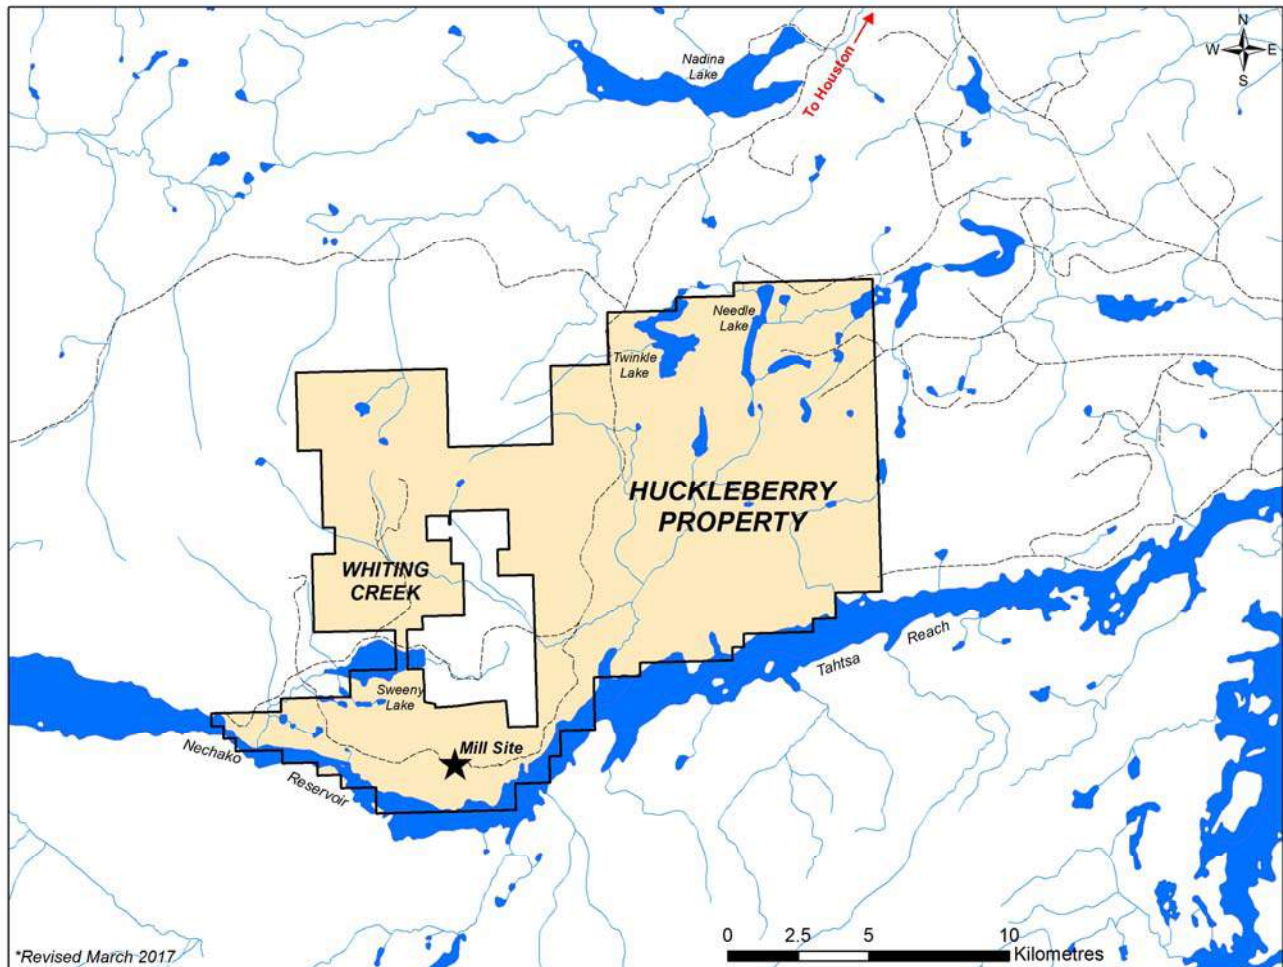 N
W E
S
Nadina
Lake
To Houston
Needle
Lake
Twinkle
Lake
HUCKLEBERRY
PROPERTY
WHITING
CREEK
Tahtsa Reach
Sweeny
Lake
Mill Site
Nechako Reservoir
0 2.5 5 10
Kilometres
*Revised March 2017